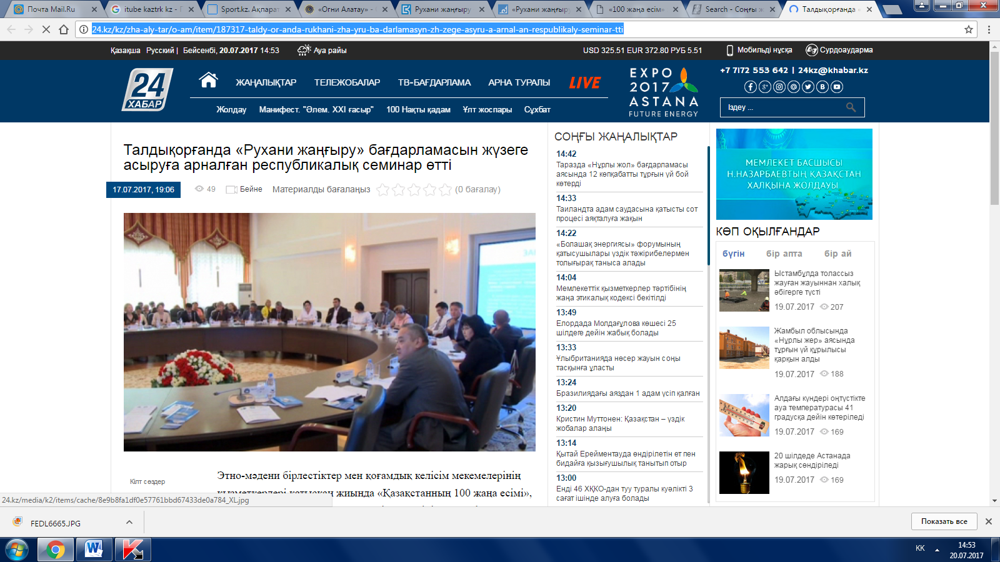 Почта Mail.Ru
itube kaztrk kz - П
Sport.kz. Ақпарат
«Огни Алатау» -
Рухани жаңғыру
«Рухани жаңғыру
«100 жаңа есім»
Search - Соңғы ж
Талдықорғанда «
24.kz/kz/zha-aly-tar/o-am/item/187317-taldy-or-anda-rukhani-zha-yru-ba-darlamasyn-zh-zege-asyru-a-arnal-an-respublikaly-seminar-tti
Қазақша Русский | Бейсенбі, 20.07.2017 14:53 Ауа райы
USD 325.51 EUR 372.80 РУБ 5.51
Мобильді нұсқа
Сурдоаударма
24
ХАБАР
ЖАҢАЛЫҚТАР ТЕЛЕЖОБАЛАР ТВ-БАҒДАРЛАМА АРНА ТУРАЛЫ LIVE
Жолдау Манифест. "Әлем. XXI ғасыр" 100 Нақты қадам Ұлт жоспары Сұхбат
EXPO
2017
ASTANA
FUTURE ENERGY
+7 7172 553 642 | 24kz@khabar.kz
Іздеу ...
Талдықорғанда «Рухани жаңғыру» бағдарламасын жүзеге
асыруға арналған республикалық семинар өтті
17.07.2017, 19:06
49
Бейне
Материалды бағалаңыз
(0 бағалау)
Кілт сөздер
Этно-мәдени бірлестіктер мен қоғамдық келісім мекемелерінің
қызметкерлері қатысқан жиында «Қазақстанның 100 жаңа есімі»,
СОҢҒЫ ЖАҢАЛЫҚТАР
14:42
Таразда «Нұрлы жол» бағдарламасы
аясында 12 көпқабатты тұрғын үй бой
көтерді
14:33
Таиландта адам саудасына қатысты сот
процесі аяқталуға жақын
14:22
«Болашақ энергиясы» форумының
қатысушылары үздік тәжірибелермен
толығырақ таныса алады
14:04
Мемлекеттік қызметкерлер тәртібінің
жаңа этикалық кодексі бекітілді
13:49
Елордада Молдағұлова көшесі 25
шілдеге дейін жабық болады
13:33
Ұлыбританияда нөсер жауын соңы
тасқынға ұласты
13:24
Бразилиядағы аяздан 1 адам үсіп қалған
13:20
Кристин Муттонен: Қазақстан – үздік
жобалар алаңы
13:14
Қытай Ерейментауда өндірілетін ет пен
бидайға қызығушылық танытып отыр
13:00
Енді 46 ХҚКО-дан туу туралы куәлікті 3
сағат ішінде алуға болады
МЕМЛЕКЕТ БАСШЫСЫ
Н.НАЗАРБАЕВТЫҢ ҚАЗАҚСТАН
ХАЛҚЫНА ЖОЛДАУЫ
КӨП ОҚЫЛҒАНДАР
бүгін бір апта бір ай
Ыстамбұлда толассыз
жауған жауыннан халық
әбігерге түсті
19.07.2017 207
Жамбыл облысында
«Нұрлы жер» аясында
тұрғын үй құрылысы
қарқын алды
19.07.2017 188
Алдағы күндері оңтүстікте
ауа температурасы 41
градусқа дейін көтеріледі
19.07.2017 169
20 шілдеде Астанада
жарық сөндіріледі
19.07.2017 169
24.kz/media/k2/items/cache/8e9b8fa1df0e57761bbd67433de0a784_XL.jpg
FEDL6665.JPG
Показать все
KK
14:53
20.07.2017